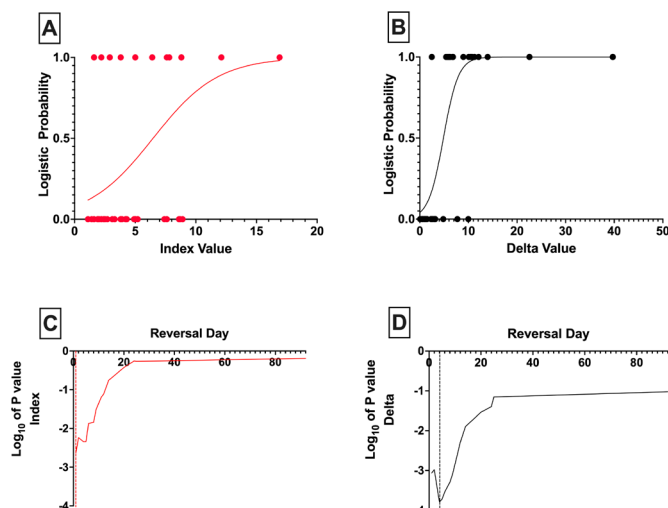 A
B
1.0
0.5
0.0
Logistic Probability
0
5
10
15
20
Index Value
1.0
0.5
0.0
Logistic Probability
0
10
20
30
40
50
Delta Value
C
D
Reversal Day
0
20
40
60
80
0
-1
-2
-3
-4
Log10 of P value
Index
Reversal Day
0
20
40
60
80
0
-1
-2
-3
-4
Log10 of P value
Delta